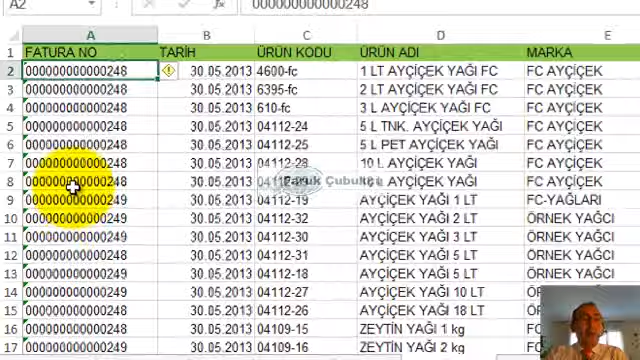 A2 fx 000000000000248
A B C D E
1 FATURA NO TARİH ÜRÜN KODU ÜRÜN ADI MARKA
2 000000000000248 30.05.2013 4600-fc 1 LT AYÇİÇEK YAĞI FC FC AYÇİÇEK
3 000000000000248 30.05.2013 6395-fc 2 LT AYÇİÇEK YAĞI FC FC AYÇİÇEK
4 000000000000248 30.05.2013 610-fc 3 L AYÇİÇEK YAĞI FC FC AYÇİÇEK
5 000000000000248 30.05.2013 04112-24 5 L TNK. AYÇİÇEK YAĞI FC AYÇİÇEK
6 000000000000248 30.05.2013 04112-25 5 L PET AYÇİÇEK YAĞI FC AYÇİÇEK
7 000000000000248 30.05.2013 04112-28 10 L AYÇİÇEK YAĞI FC AYÇİÇEK
8 000000000000248 30.05.2013 Faruk Çubukçu AYÇİÇEK YAĞI FC AYÇİÇEK
9 000000000000249 30.05.2013 04112-19 AYÇİÇEK YAĞI 1 LT FC-YAĞLARI
10 000000000000249 30.05.2013 04112-32 AYÇİÇEK YAĞI 2 LT ÖRNEK YAĞCI
11 000000000000249 30.05.2013 04112-30 AYÇİÇEK YAĞI 3 LT ÖRNEK YAĞCI
12 000000000000248 30.05.2013 04112-31 AYÇİÇEK YAĞI 5 LT ÖRNEK YAĞCI
13 000000000000249 30.05.2013 04112-18 AYÇİÇEK YAĞI 5 LT ÖRNEK YAĞCI
14 000000000000249 30.05.2013 04112-27 AYÇİÇEK YAĞI 10 LT ÖRNEK
15 000000000000248 30.05.2013 04112-26 AYÇİÇEK YAĞI 18 LT ÖRNEK
16 000000000000248 30.05.2013 04109-15 ZEYTİN YAĞI 1 kg FC
17 000000000000249 30.05.2013 04109-16 ZEYTİN YAĞI 2 kg FC